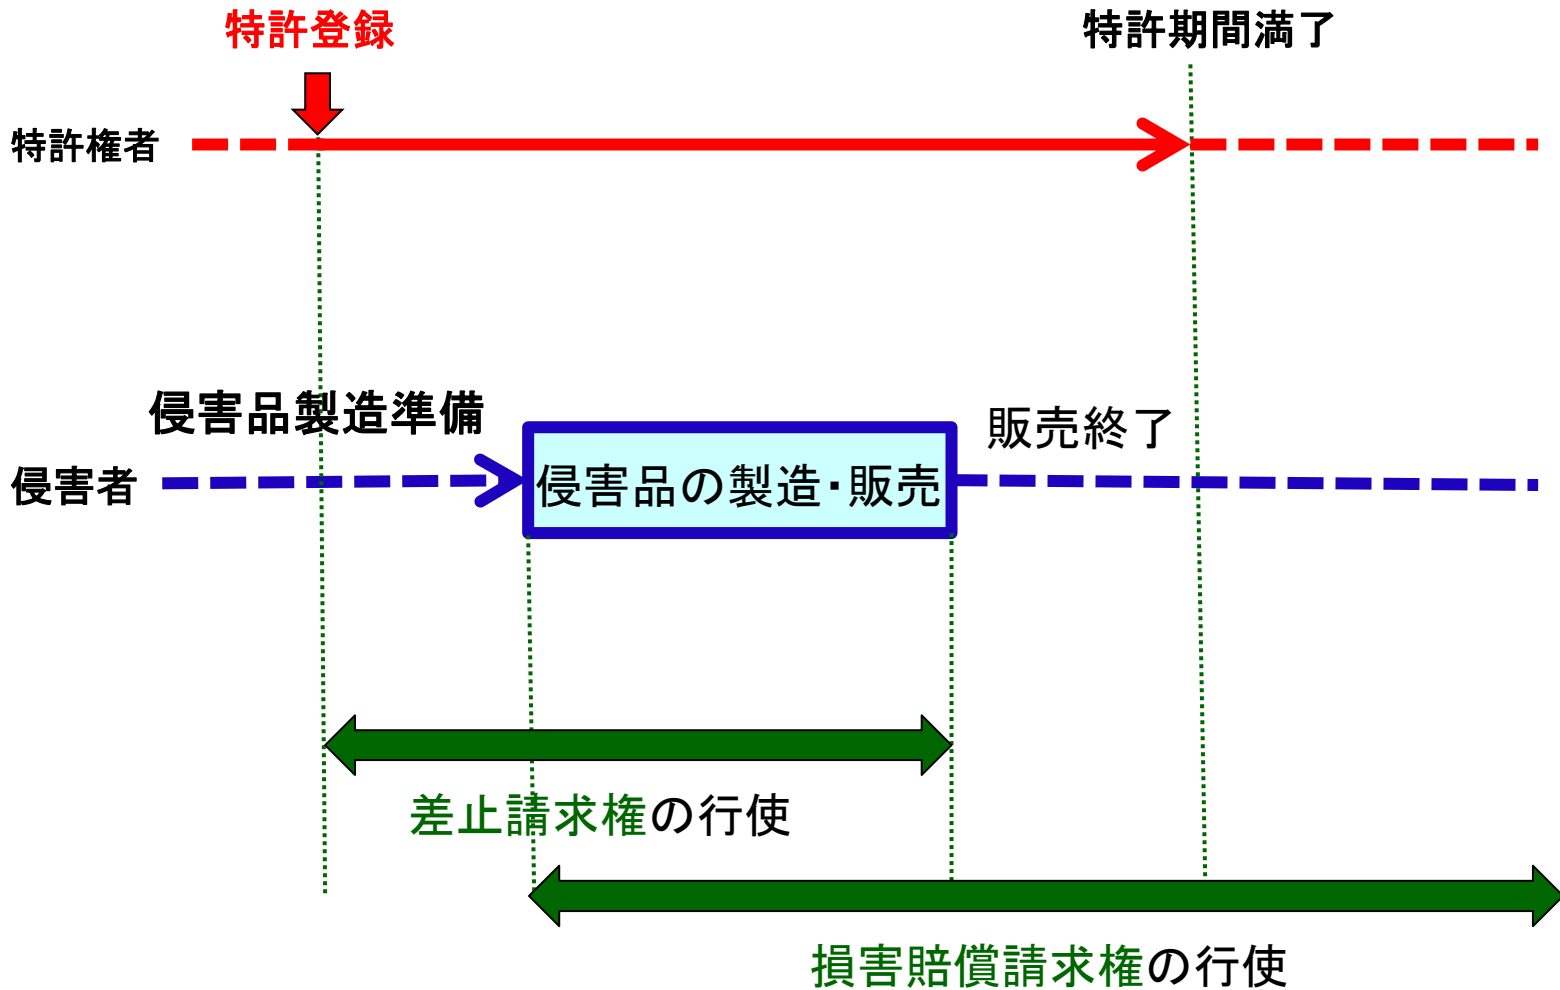 特許登録
特許期間満了
特許権者
侵害品製造準備
販売終了
侵害者
侵害品の製造・販売
差止請求権の行使
損害賠償請求権の行使